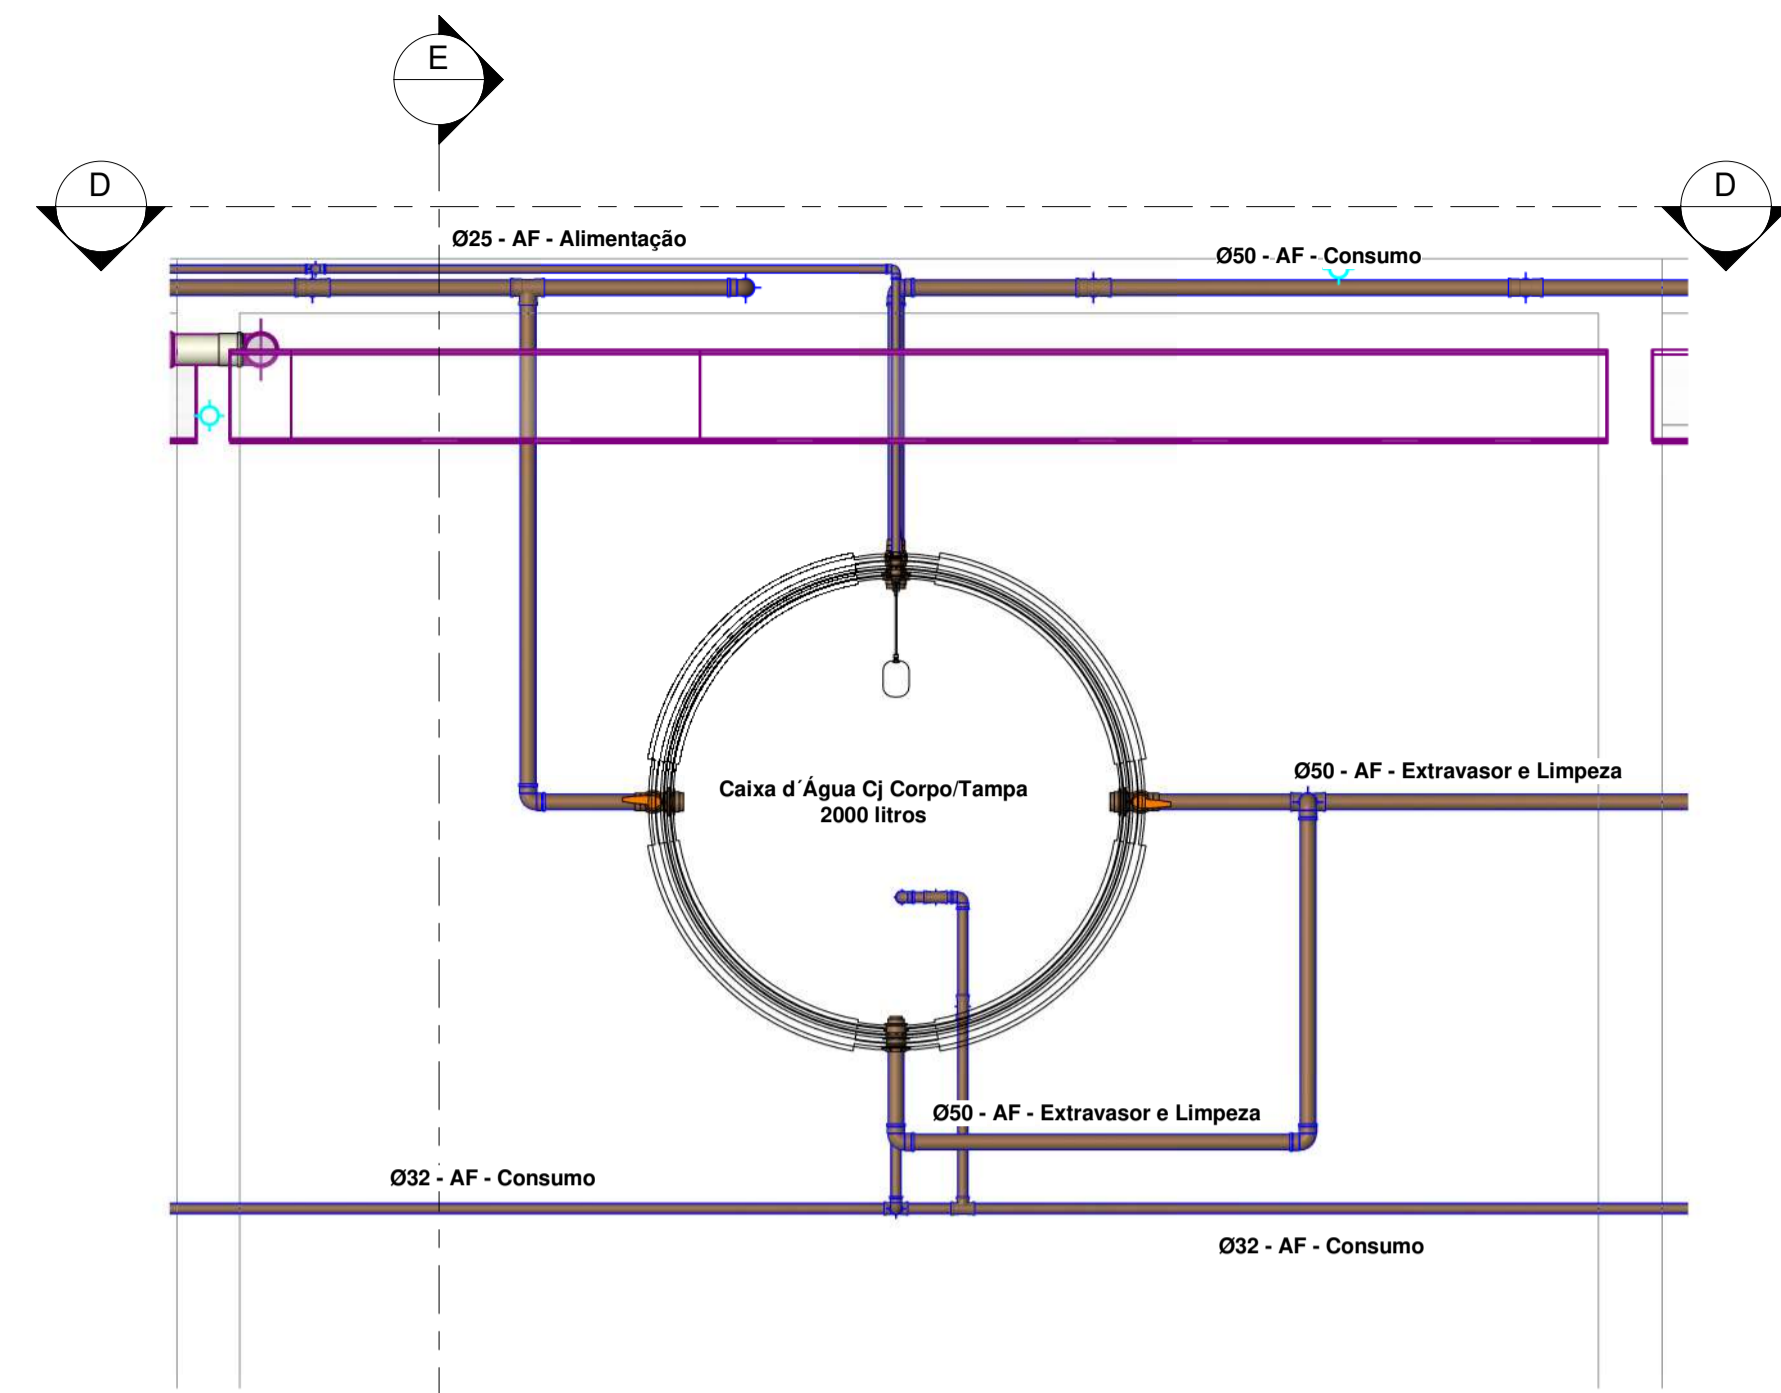 E
D
D
Ø25 - AF - Alimentação
Ø50 - AF - Consumo
Ø50 - AF - Extravasor e Limpeza
Caixa d´Água Cj Corpo/Tampa
2000 litros
Ø50 - AF - Extravasor e Limpeza
Ø32 - AF - Consumo
Ø32 - AF - Consumo